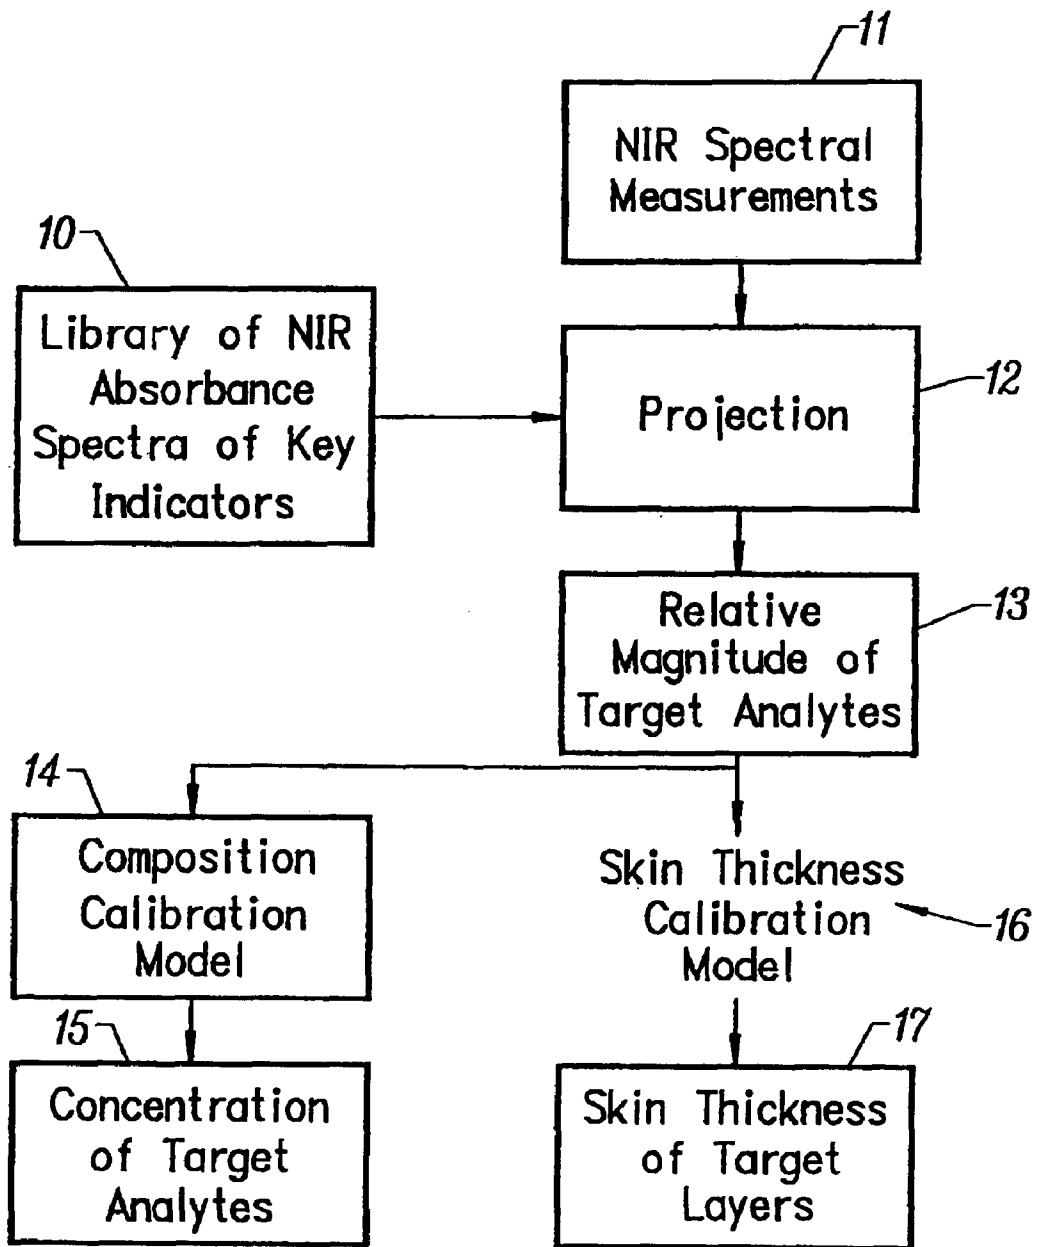 11
NIR Spectral
Measurements
10
Library of NIR
Absorbance
Spectra of Key
Indicators
12
Projection
13
Relative
Magnitude of
Target Analytes
14
Composition
Calibration
Model
Skin Thickness
Calibration
Model
16
15
Concentration
of Target
Analytes
17
Skin Thickness
of Target
Layers